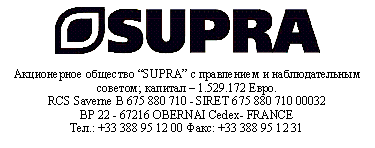 SUPRA
Акционерное общество “SUPRA” с правлением и наблюдательным
советом; капитал – 1.529.172 Евро.
RCS Saverne B 675 880 710 - SIRET 675 880 710 00032
BP 22 - 67216 OBERNAI Cedex- FRANCE
Тел.: +33 388 95 12 00 Факс: +33 388 95 12 31